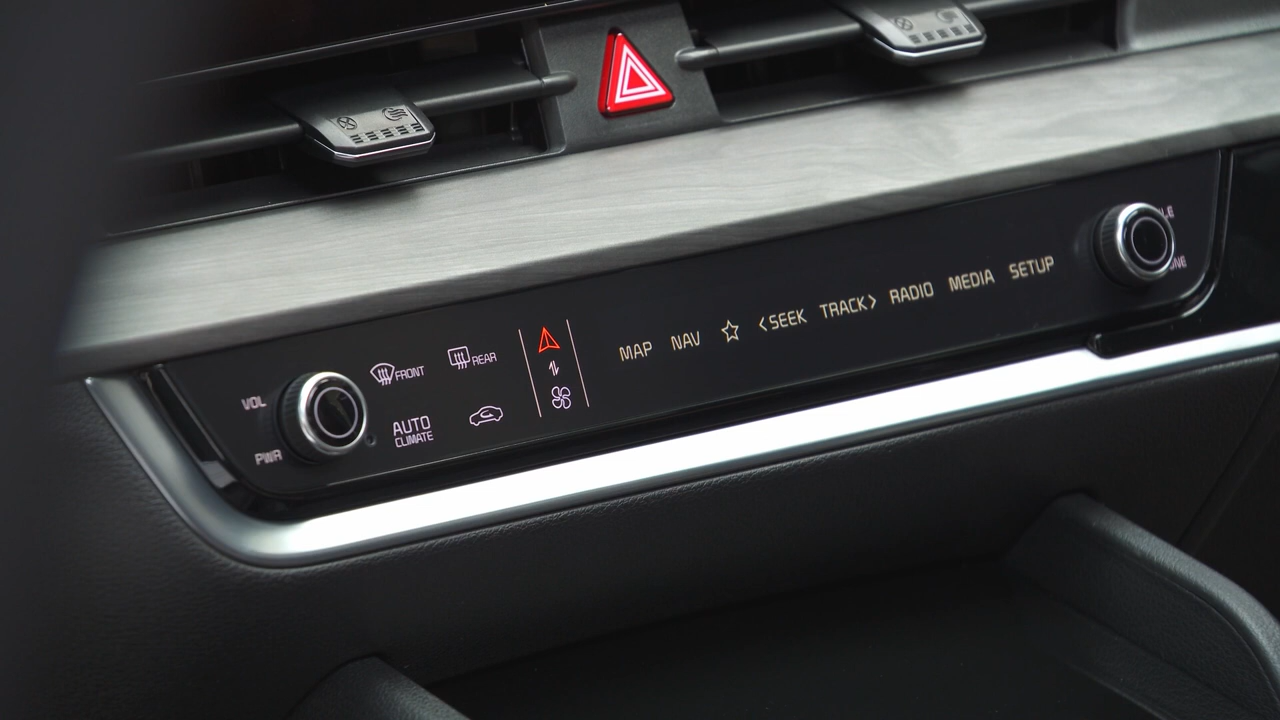 VOL
PWR
FRONT
REAR
AUTO
CLIMATE
MAP NAV <SEEK TRACK> RADIO MEDIA SETUP